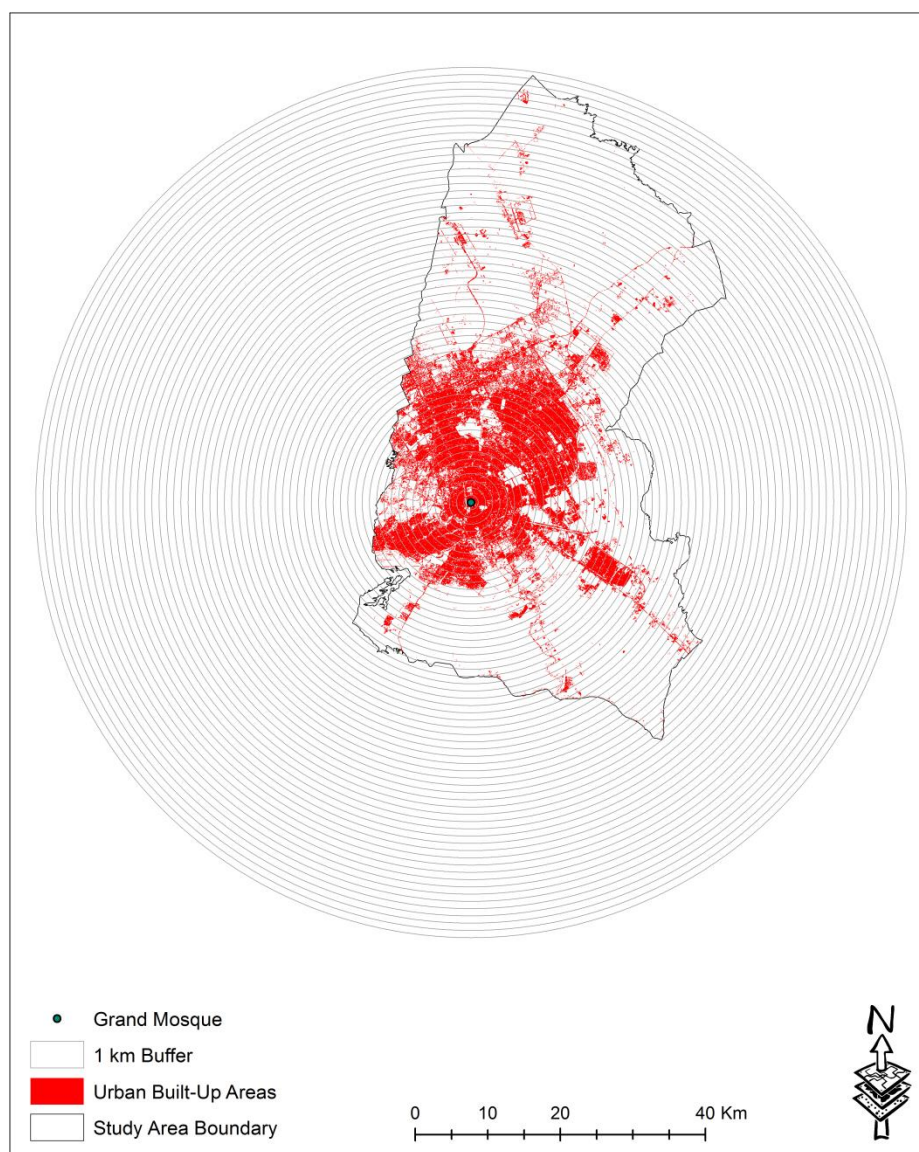 Grand Mosque
1 km Buffer
Urban Built-Up Areas
Study Area Boundary
0 10 20 40 Km
N